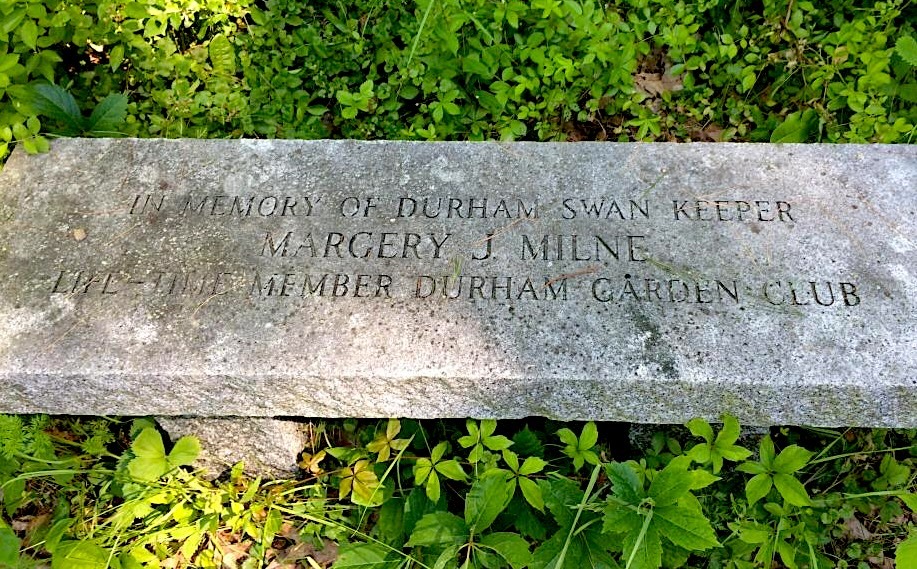 IN MEMORY OF DURHAM SWAN KEEPER
MARGERY J. MILNE
LIFE-TIME MEMBER DURHAM GARDEN CLUB